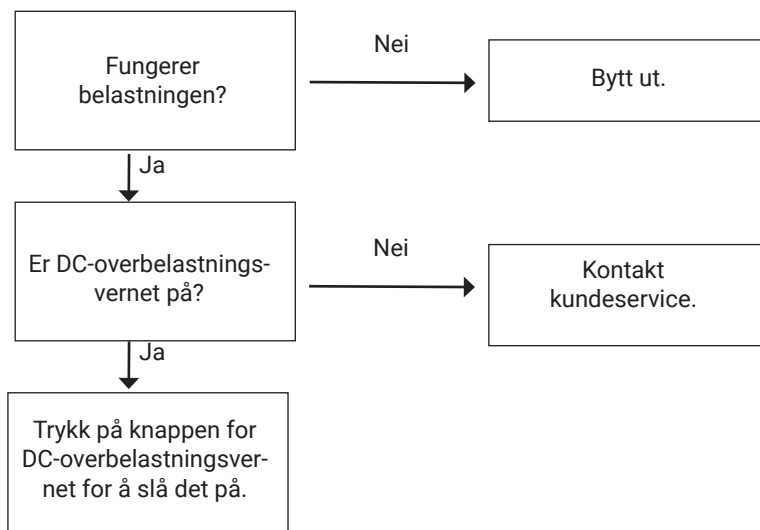 Fungerer
belastningen?
Nei
Bytt ut.
Ja
Er DC-overbelastnings-
vernet på?
Nei
Kontakt
kundeservice.
Ja
Trykk på knappen for
DC-overbelastningsver-
net for å slå det på.